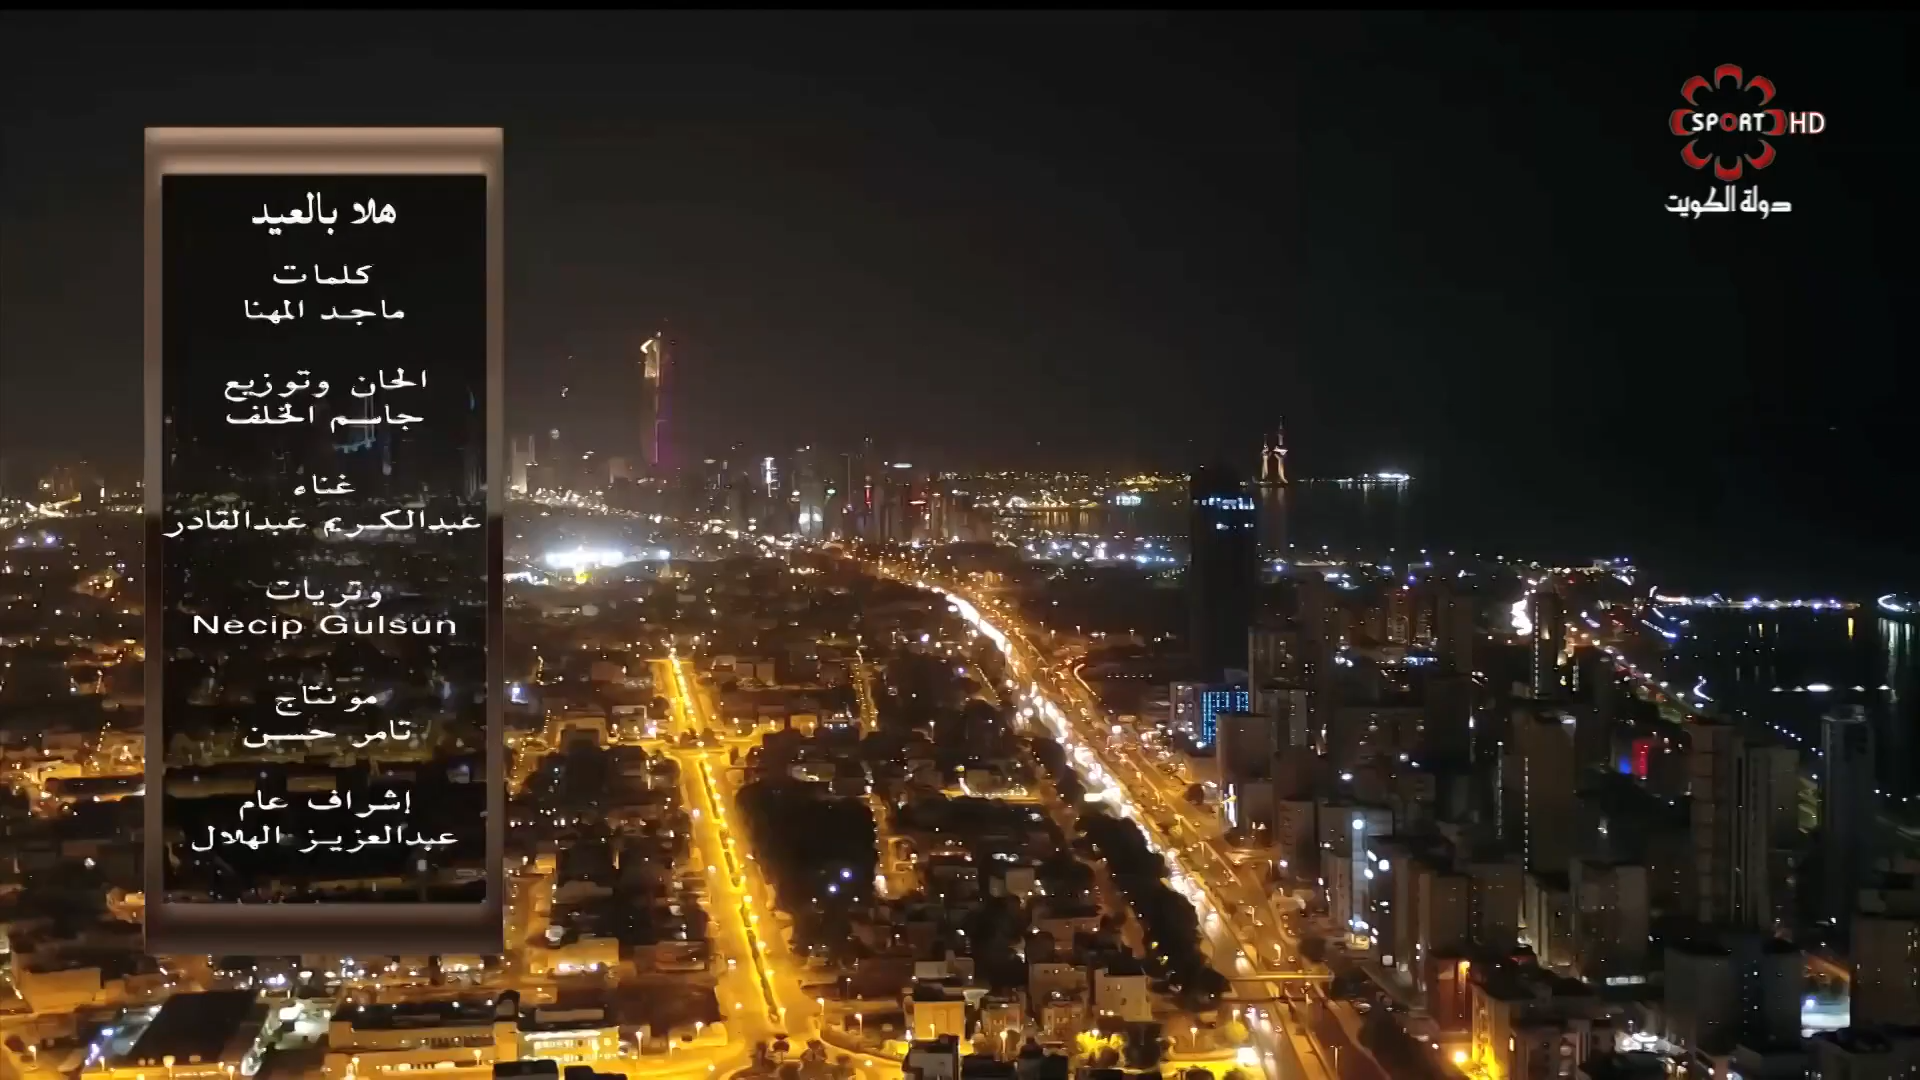 هلا بالعيد
كلمات
ماجد المهنا
الحان وتوزيع
جاسم الخلف
غناء
عبدالكريم عبدالقادر
وتريات
Necip Gulsun
مونتاج
تامر حسن
إشراف عام
عبدالعزيز الهلال
SPORT HD
دولة الكويت